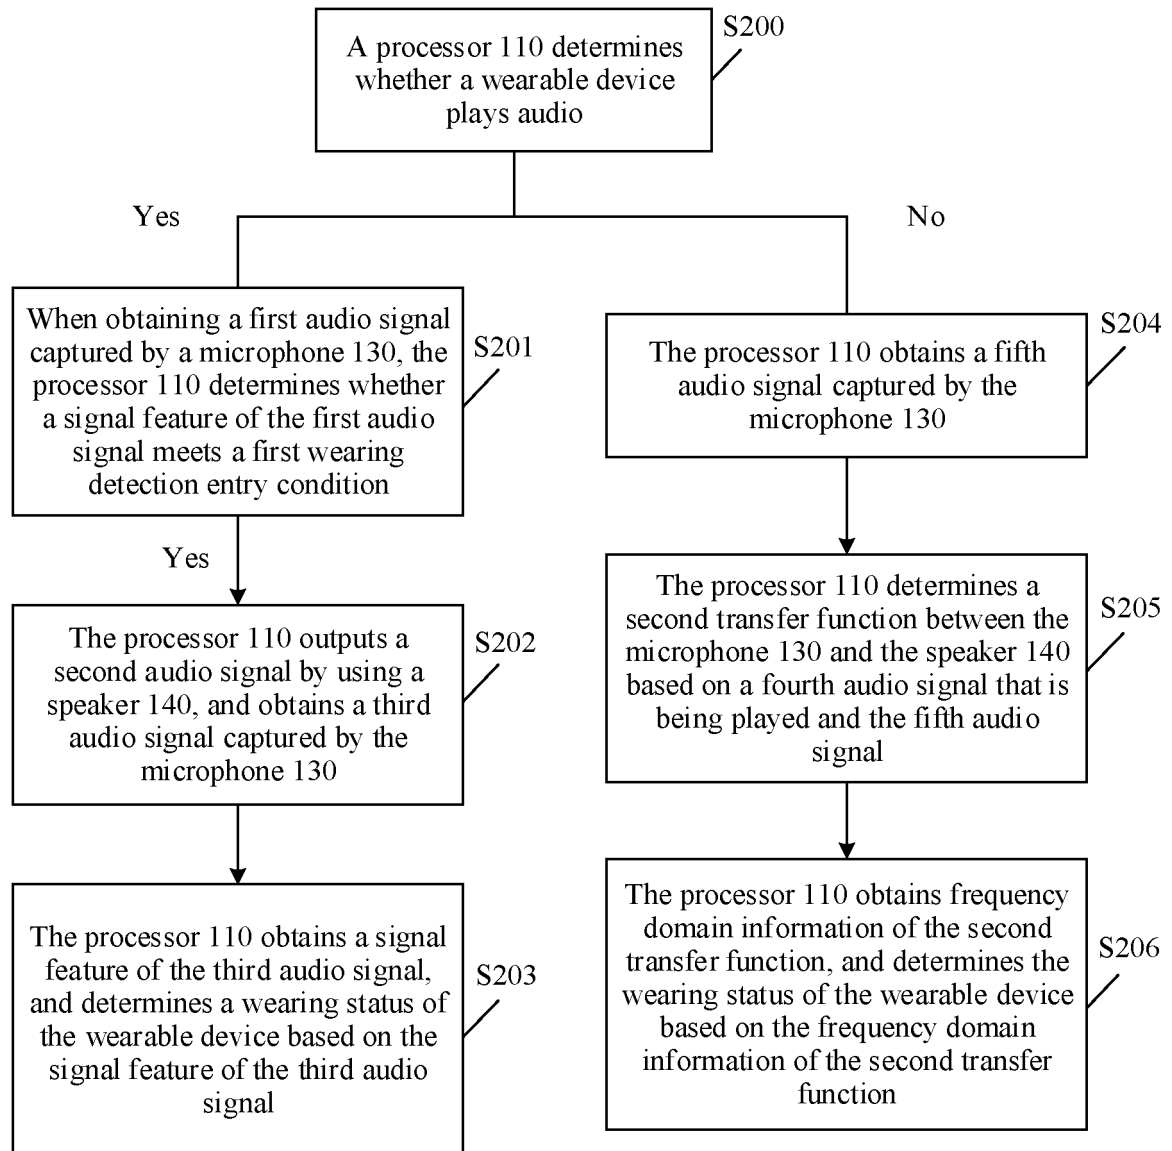 A processor 110 determines
whether a wearable device
plays audio
S200
Yes
No
When obtaining a first audio signal
captured by a microphone 130, the
processor 110 determines whether
a signal feature of the first audio
signal meets a first wearing
detection entry condition
S201
Yes
The processor 110 outputs a
second audio signal by using a
speaker 140, and obtains a third
audio signal captured by the
microphone 130
S202
The processor 110 obtains a signal
feature of the third audio signal,
and determines a wearing status of
the wearable device based on the
signal feature of the third audio
signal
S203
The processor 110 obtains a fifth
audio signal captured by the
microphone 130
S204
The processor 110 determines a
second transfer function between the
microphone 130 and the speaker 140
based on a fourth audio signal that is
being played and the fifth audio
signal
S205
The processor 110 obtains frequency
domain information of the second
transfer function, and determines the
wearing status of the wearable device
based on the frequency domain
information of the second transfer
function
S206